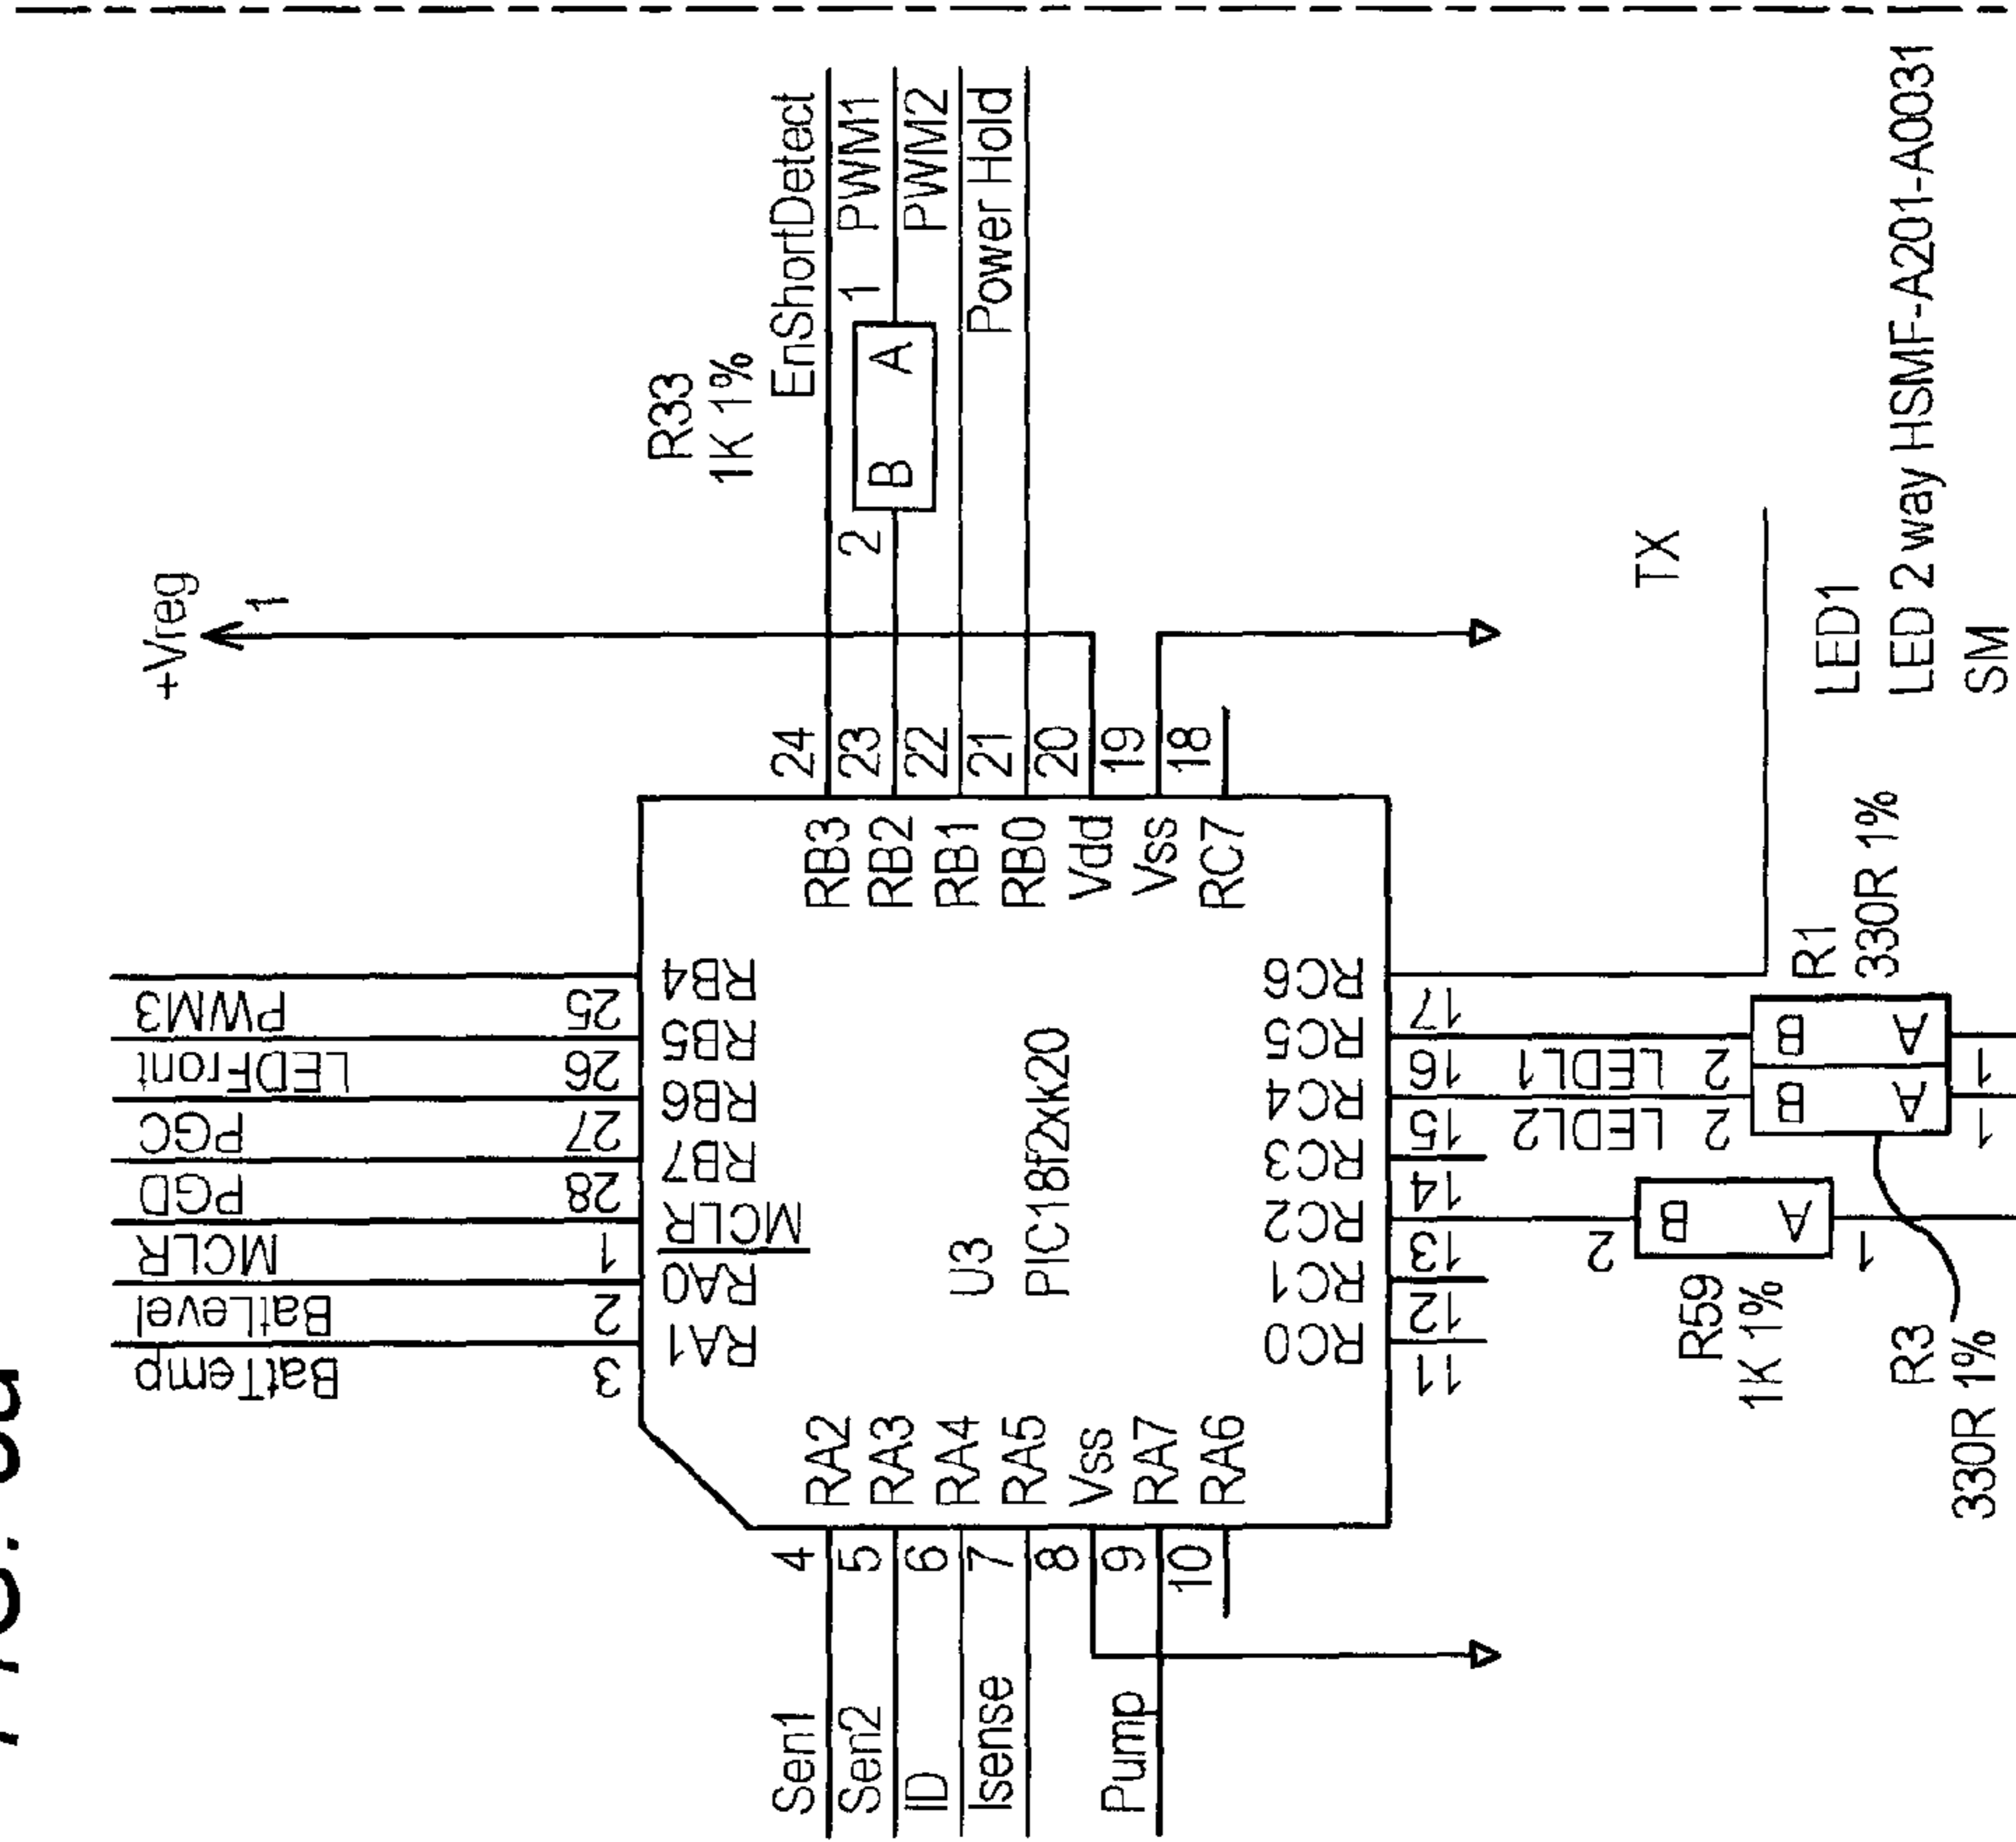 +Vreg
1
PWM3
LEDFront
PGC
PGD
MCLR
BatLevel
BatTemp
25
26
27
28
1
2
3
RB4
RB5
RB6
RB7
MCLR
RA0
RA1
R33
1K 1%
EnShortDetect
2
B A
1
PWM1
PWM2
Power Hold
24
23
22
21
20
19
18
RB3
RB2
RB1
RB0
Vdd
Vss
RC7
U3
PIC18f2xk20
Sen1
Sen2
ID
Isense
Pump
4
5
6
7
8
9
10
RA2
RA3
RA4
RA5
Vss
RA7
RA6
RC6
RC5
RC4
RC3
RC2
RC1
RC0
17
16
15
14
13
12
11
LEDL1
LEDL2
2
2
2
B A
B A
B A
1
1
1
TX
R1
330R 1%
R59
1K 1%
R3
330R 1%
LED1
LED 2 way HSMF-A201-A0031
SM